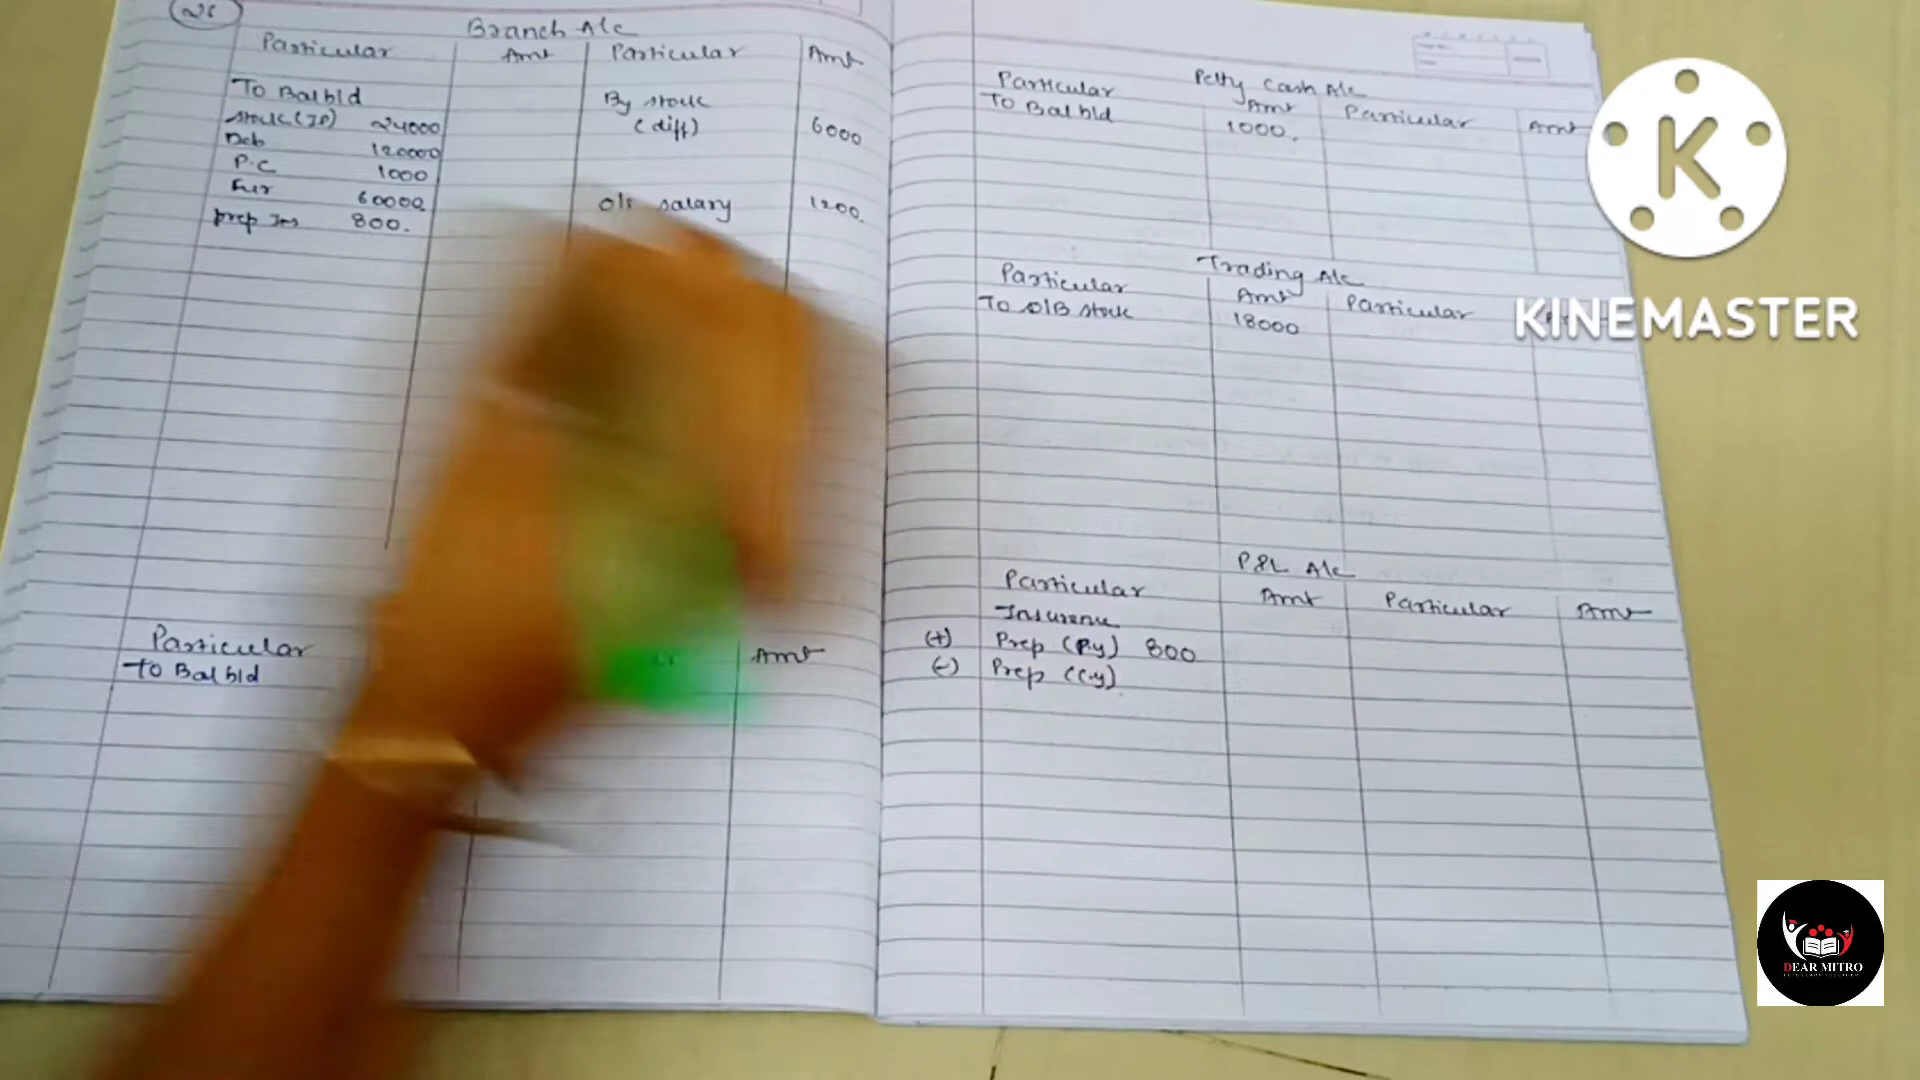 Branch A/c
Particular Amt Particular Amt
To Bal b/d By stock
stock (IP) 24000 (diff) 6000
Deb 120000
P.C 1000
Fur 60000 o/s salary 1200
prep Ins 800.
Particular Amt
To Bal b/d
Petty Cash A/c
Particular Amt Particular Amt
To Bal b/d 1000.
Trading A/c
Particular Amt Particular
To O/B stock 18000
P&L A/c
Particular Amt Particular Amt
Insurance
(+) Prep (P.y) 800
(-) Prep (C.y)
KINEMASTER
DEAR MITRO